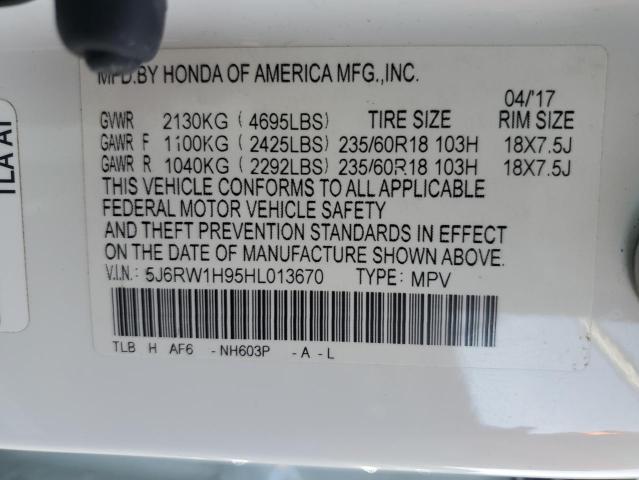 MFD.BY HONDA OF AMERICA MFG.,INC.
04/17
GVWR 2130KG ( 4695LBS) TIRE SIZE RIM SIZE
GAWR F 1100KG ( 2425LBS) 235/60R18 103H 18X7.5J
GAWR R 1040KG ( 2292LBS) 235/60R18 103H 18X7.5J
THIS VEHICLE CONFORMS TO ALL APPLICABLE
FEDERAL MOTOR VEHICLE SAFETY
AND THEFT PREVENTION STANDARDS IN EFFECT
ON THE DATE OF MANUFACTURE SHOWN ABOVE.
V.I.N.: 5J6RW1H95HL013670 TYPE: MPV
TLB H AF6 - NH603P - A - L
TLA A1